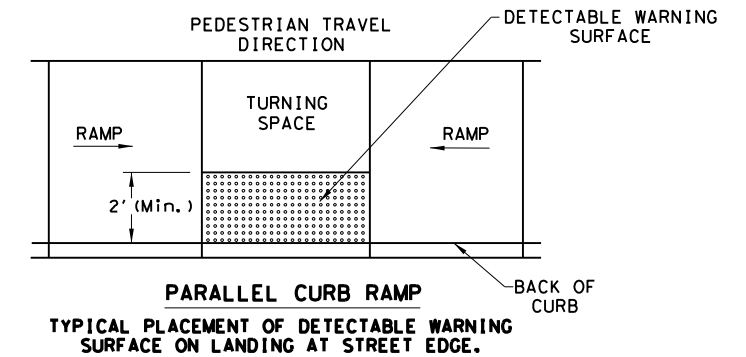 PEDESTRIAN TRAVEL
DIRECTION
DETECTABLE WARNING
SURFACE
TURNING
SPACE
RAMP
RAMP
2' (Min.)
BACK OF
CURB
PARALLEL CURB RAMP
TYPICAL PLACEMENT OF DETECTABLE WARNING
SURFACE ON LANDING AT STREET EDGE.